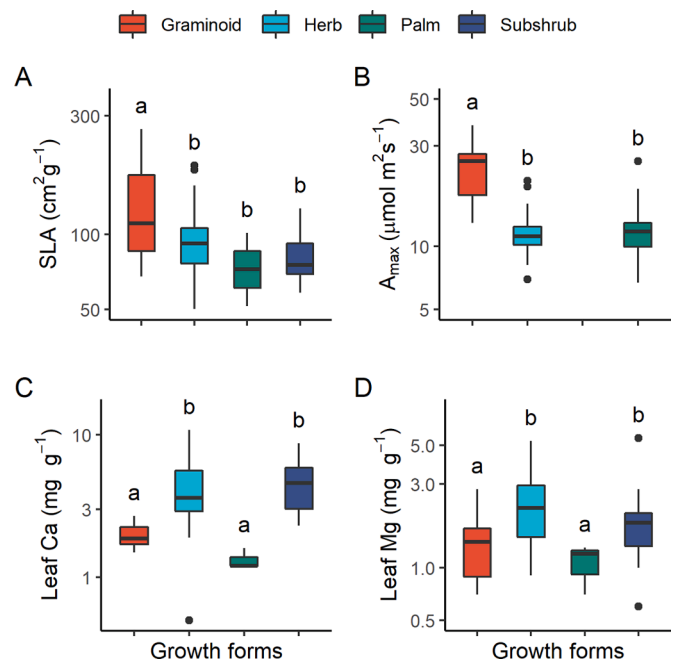 Graminoid Herb Palm Subshrub
A
SLA (cm²g⁻¹)
300
100
50
a
b
b
b
B
Aₘₐₓ (μmol m²s⁻¹)
50
30
10
5
a
b
b
C
Leaf Ca (mg g⁻¹)
10
3
1
a
b
a
b
Growth forms
D
Leaf Mg (mg g⁻¹)
5.0
3.0
1.0
0.5
a
b
a
b
Growth forms